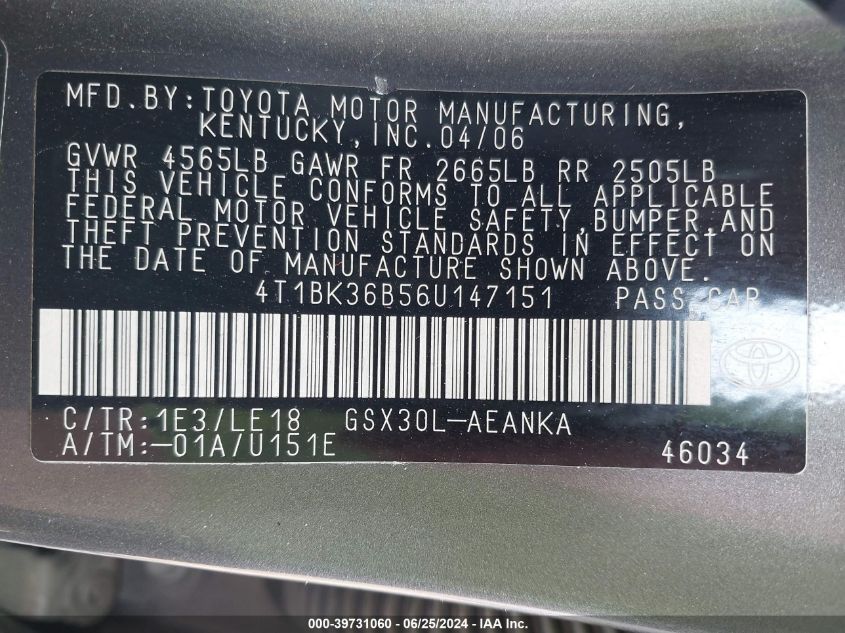 MFD.BY:TOYOTA MOTOR MANUFACTURING,
KENTUCKY,INC.04/06
GVWR 4565LB GAWR FR 2665LB RR 2505LB
THIS VEHICLE CONFORMS TO ALL APPLICABLE
FEDERAL MOTOR VEHICLE SAFETY,BUMPER,AND
THEFT PREVENTION STANDARDS IN EFFECT ON
THE DATE OF MANUFACTURE SHOWN ABOVE.
4T1BK36B56U147151 PASS.CAR
C/TR:1E3/LE18 GSX30L-AEANKA
A/TM:-01A/U151E 46034
000-39731060 - 06/25/2024 - IAA Inc.